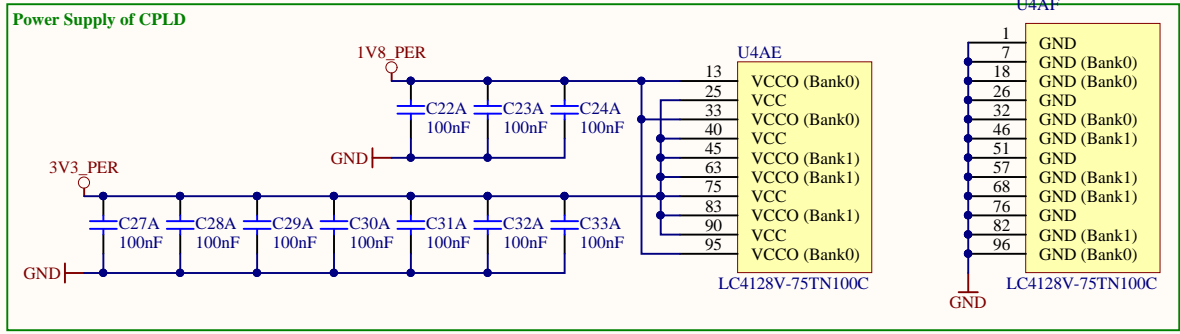 Power Supply of CPLD
U4AF
1V8_PER
U4AE
1 GND
7 GND (Bank0)
18 GND (Bank0)
26 GND
32 GND (Bank0)
46 GND (Bank1)
51 GND
57 GND (Bank1)
68 GND (Bank1)
76 GND
82 GND (Bank1)
96 GND (Bank0)
LC4128V-75TN100C
GND
13 VCCO (Bank0)
25 VCC
33 VCCO (Bank0)
40 VCC
45 VCCO (Bank1)
63 VCCO (Bank1)
75 VCC
83 VCCO (Bank1)
90 VCC
95 VCCO (Bank0)
LC4128V-75TN100C
C22A
100nF
C23A
100nF
C24A
100nF
GND
3V3_PER
C27A
100nF
C28A
100nF
C29A
100nF
C30A
100nF
C31A
100nF
C32A
100nF
C33A
100nF
GND